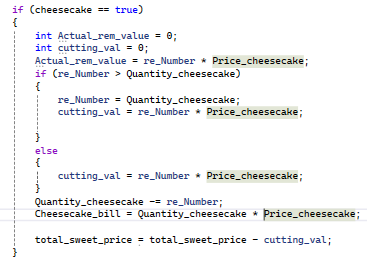 if (cheesecake == true)
{
int Actual_rem_value = 0;
int cutting_val = 0;
Actual_rem_value = re_Number * Price_cheesecake;
if (re_Number > Quantity_cheesecake)
{
re_Number = Quantity_cheesecake;
cutting_val = re_Number * Price_cheesecake;
}
else
{
cutting_val = re_Number * Price_cheesecake;
}
Quantity_cheesecake -= re_Number;
Cheesecake_bill = Quantity_cheesecake * Price_cheesecake;
total_sweet_price = total_sweet_price - cutting_val;
}